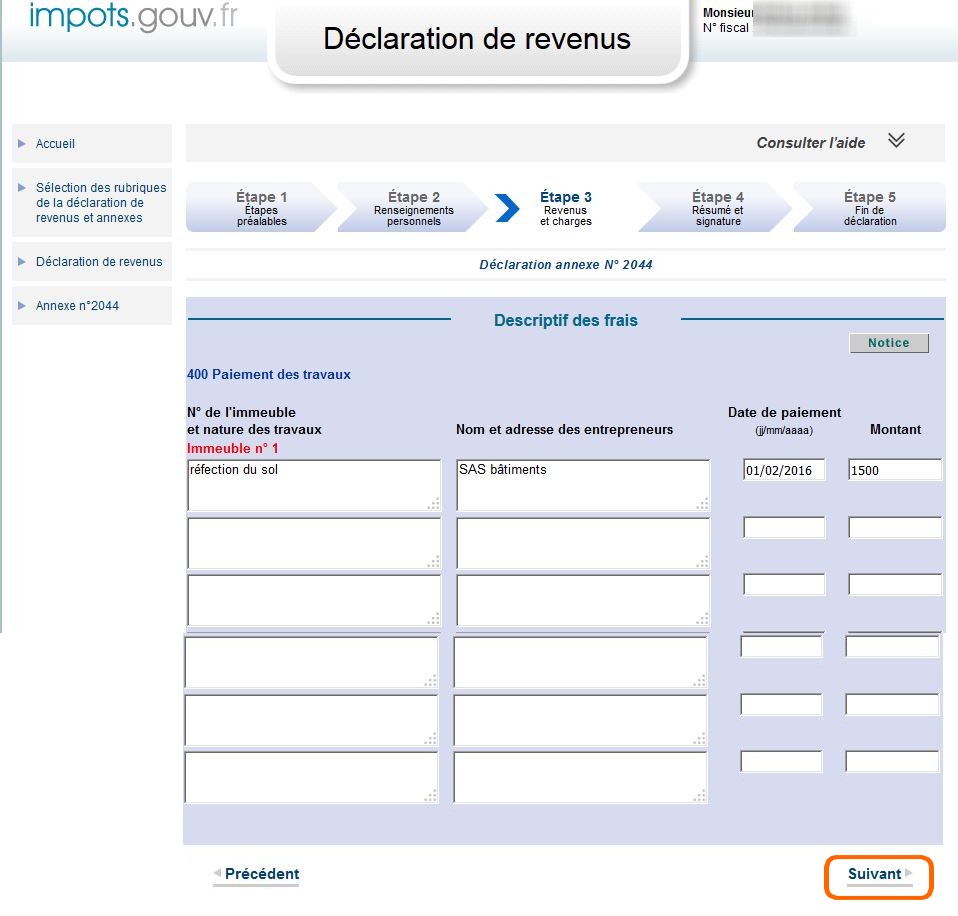 impots.gouv.fr
Déclaration de revenus
Monsieur
N° fiscal
Accueil
Sélection des rubriques
de la déclaration de
revenus et annexes
Déclaration de revenus
Annexe n°2044
Consulter l'aide
Étape 1
Étapes
préalables
Étape 2
Renseignements
personnels
Étape 3
Revenus
et charges
Étape 4
Résumé et
signature
Étape 5
Fin de
déclaration
Déclaration annexe N° 2044
Descriptif des frais
Notice
400 Paiement des travaux
N° de l'immeuble
et nature des travaux
Nom et adresse des entrepreneurs
Date de paiement
(jj/mm/aaaa)
Montant
Immeuble n° 1
réfection du sol
SAS bâtiments
01/02/2016
1500
Précédent
Suivant